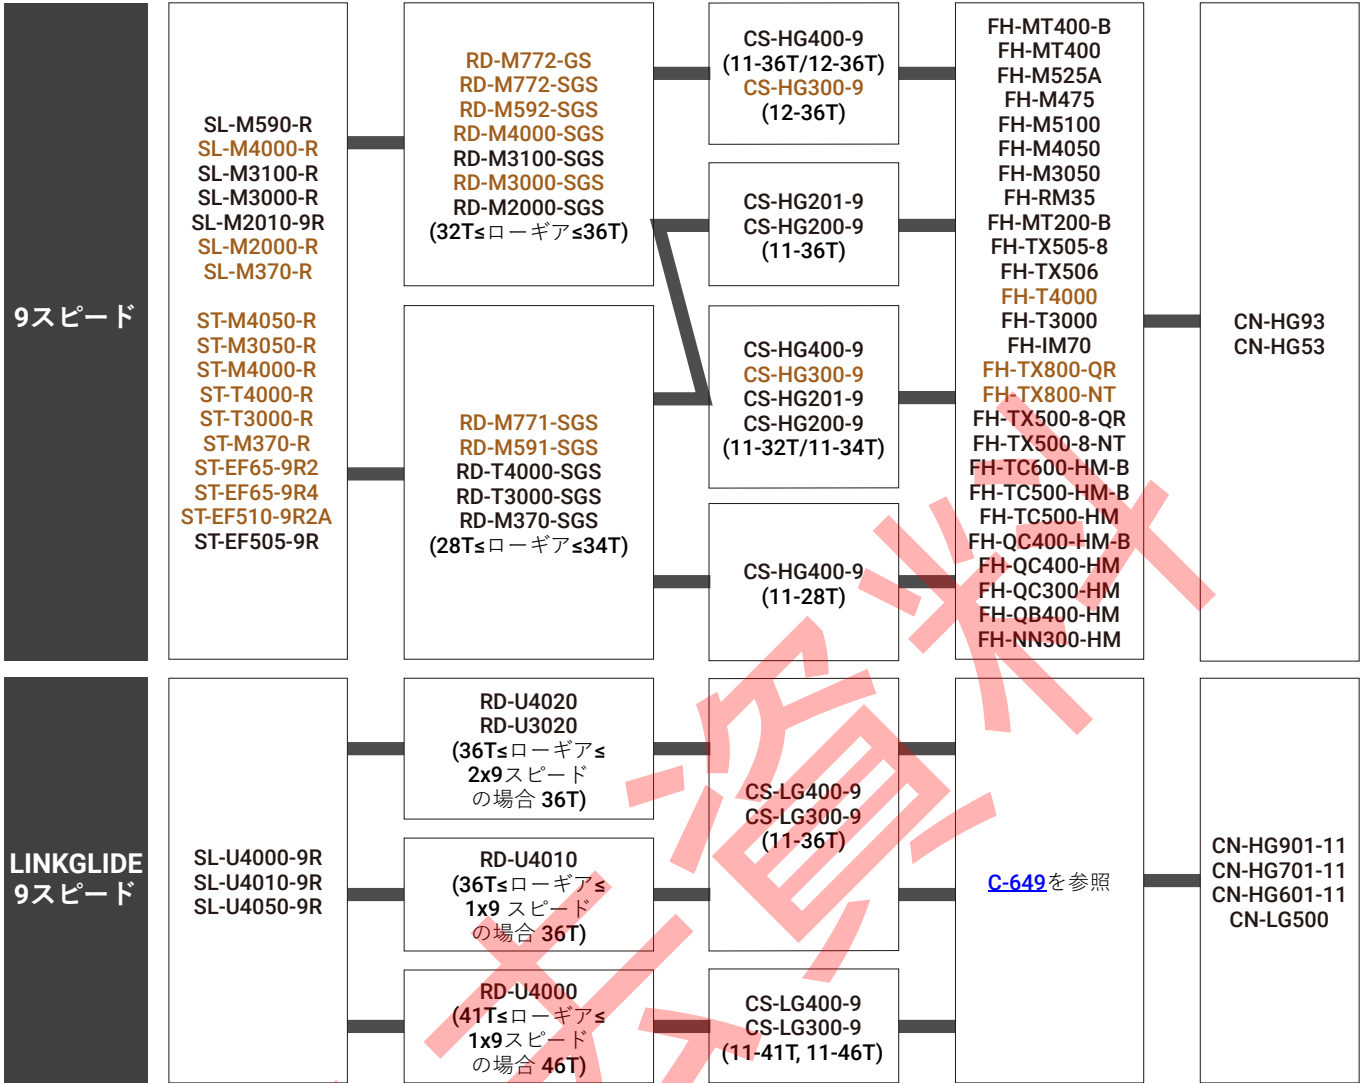 9スピード
SL-M590-R
SL-M4000-R
SL-M3100-R
SL-M3000-R
SL-M2010-9R
SL-M2000-R
SL-M370-R
ST-M4050-R
ST-M3050-R
ST-M4000-R
ST-T4000-R
ST-T3000-R
ST-M370-R
ST-EF65-9R2
ST-EF65-9R4
ST-EF510-9R2A
ST-EF505-9R
RD-M772-GS
RD-M772-SGS
RD-M592-SGS
RD-M4000-SGS
RD-M3100-SGS
RD-M3000-SGS
RD-M2000-SGS
(32T≤ローギア≤36T)
RD-M771-SGS
RD-M591-SGS
RD-T4000-SGS
RD-T3000-SGS
RD-M370-SGS
(28T≤ローギア≤34T)
CS-HG400-9
(11-36T/12-36T)
CS-HG300-9
(12-36T)
CS-HG201-9
CS-HG200-9
(11-36T)
CS-HG400-9
CS-HG300-9
CS-HG201-9
CS-HG200-9
(11-32T/11-34T)
CS-HG400-9
(11-28T)
FH-MT400-B
FH-MT400
FH-M525A
FH-M475
FH-M5100
FH-M4050
FH-M3050
FH-RM35
FH-MT200-B
FH-TX505-8
FH-TX506
FH-T4000
FH-T3000
FH-IM70
FH-TX800-QR
FH-TX800-NT
FH-TX500-8-QR
FH-TX500-8-NT
FH-TC600-HM-B
FH-TC500-HM-B
FH-TC500-HM
FH-QC400-HM-B
FH-QC400-HM
FH-QC300-HM
FH-QB400-HM
FH-NN300-HM
CN-HG93
CN-HG53
LINKGLIDE
9スピード
SL-U4000-9R
SL-U4010-9R
SL-U4050-9R
RD-U4020
RD-U3020
(36T≤ローギア≤
2x9スピード
の場合 36T)
RD-U4010
(36T≤ローギア≤
1x9 スピード
の場合 36T)
RD-U4000
(41T≤ローギア≤
1x9スピード
の場合 46T)
CS-LG400-9
CS-LG300-9
(11-36T)
CS-LG400-9
CS-LG300-9
(11-41T, 11-46T)
C-649を参照
CN-HG901-11
CN-HG701-11
CN-HG601-11
CN-LG500
資料